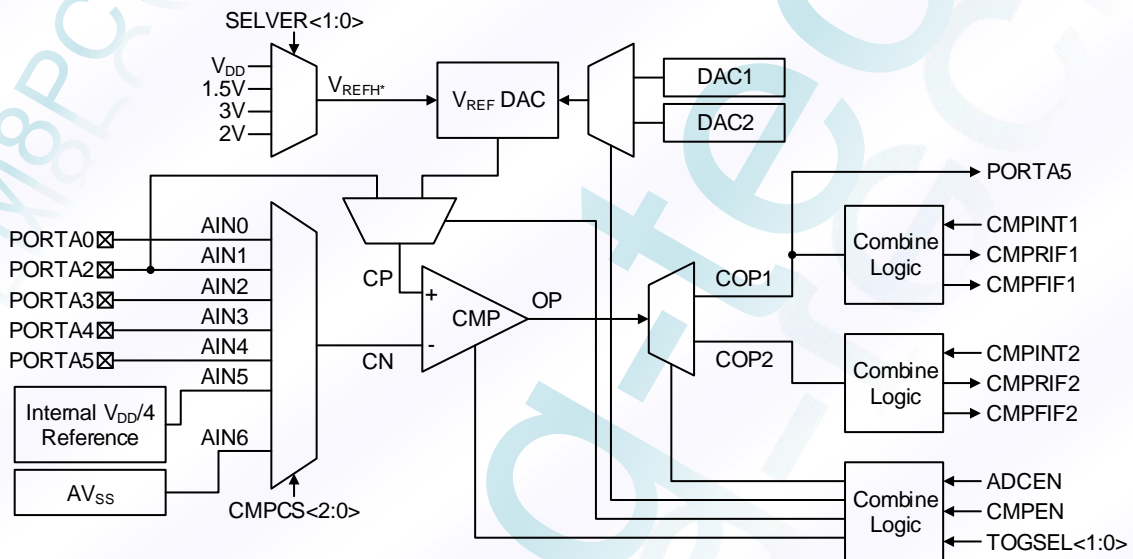 SELVER<1:0>
VDD
1.5V
3V
2V
VREFH*
VREF DAC
DAC1
DAC2
PORTA0
PORTA2
PORTA3
PORTA4
PORTA5
AIN0
AIN1
AIN2
AIN3
AIN4
AIN5
AIN6
Internal VDD/4
Reference
AVSS
CMPCS<2:0>
CP
CN
+
-
CMP
OP
COP1
COP2
PORTA5
Combine
Logic
CMPINT1
CMPRIF1
CMPFIF1
Combine
Logic
CMPINT2
CMPRIF2
CMPFIF2
Combine
Logic
ADCEN
CMPEN
TOGSEL<1:0>